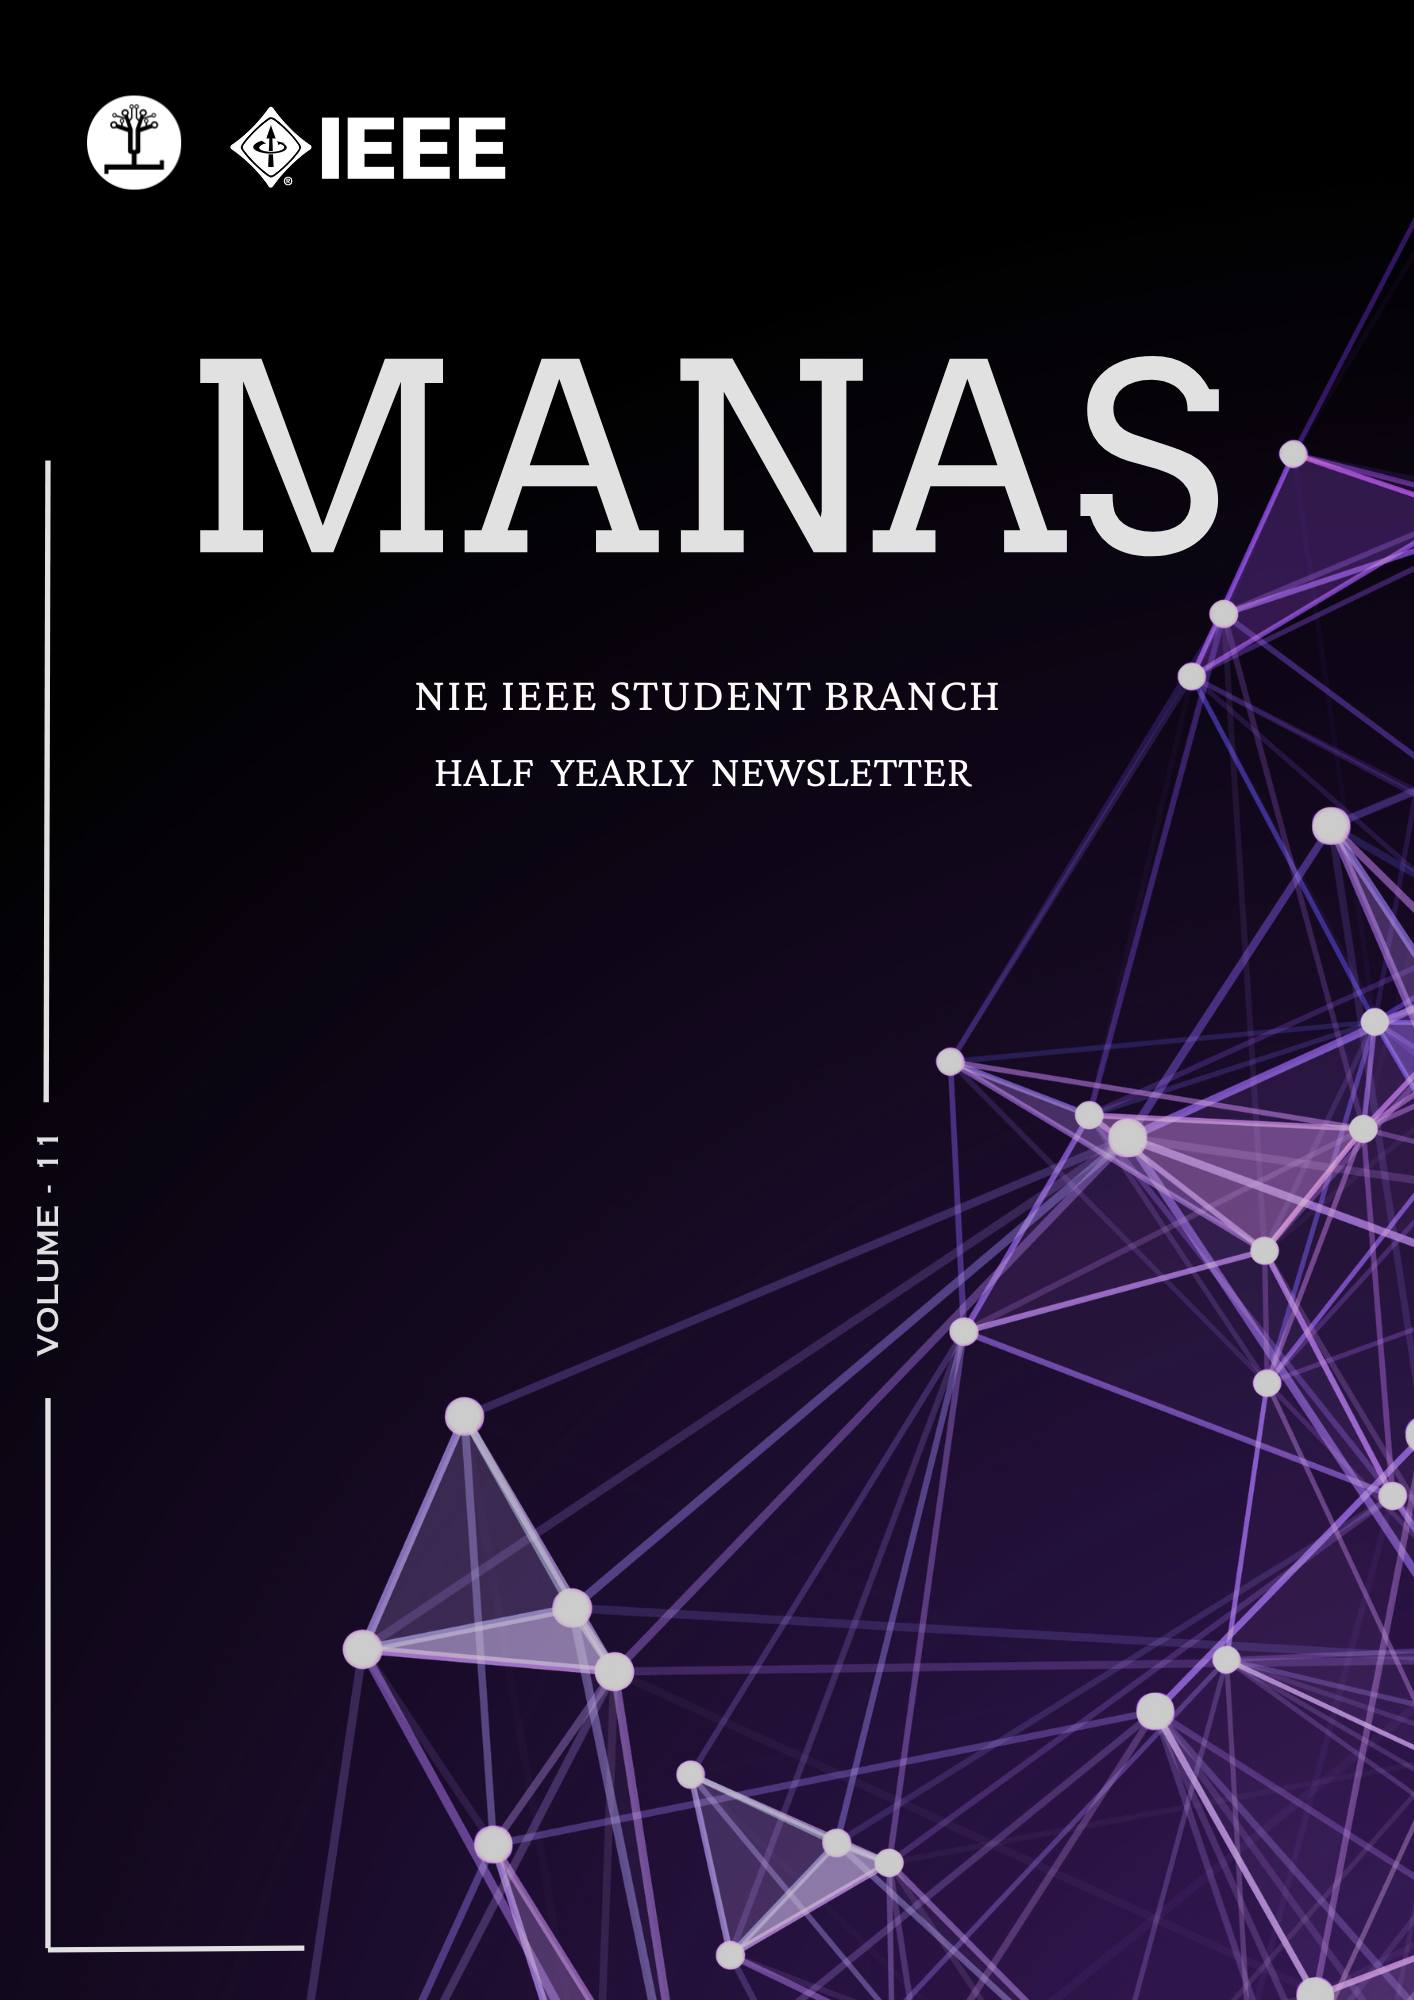 IEEE
MANAS
NIE IEEE STUDENT BRANCH
HALF YEARLY NEWSLETTER
VOLUME - 11